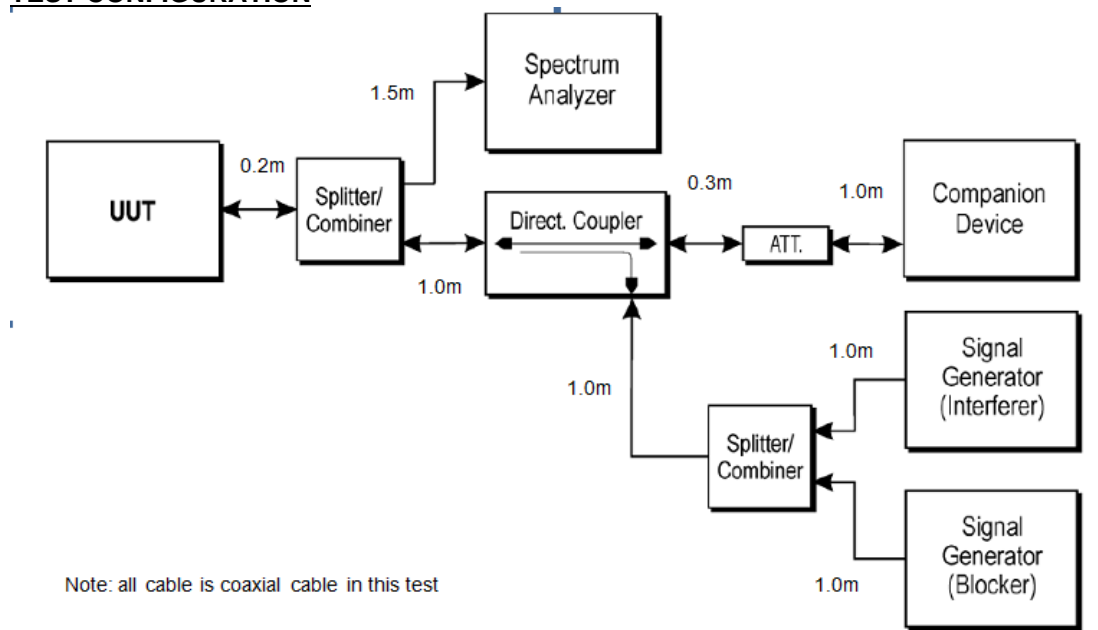 TEST CONFIGURATION
Spectrum
Analyzer
1.5m
UUT
0.2m
Splitter/
Combiner
1.0m
Direct. Coupler
0.3m
ATT.
1.0m
Companion
Device
1.0m
Signal
Generator
(Interferer)
1.0m
Splitter/
Combiner
Signal
Generator
(Blocker)
1.0m
Note: all cable is coaxial cable in this test